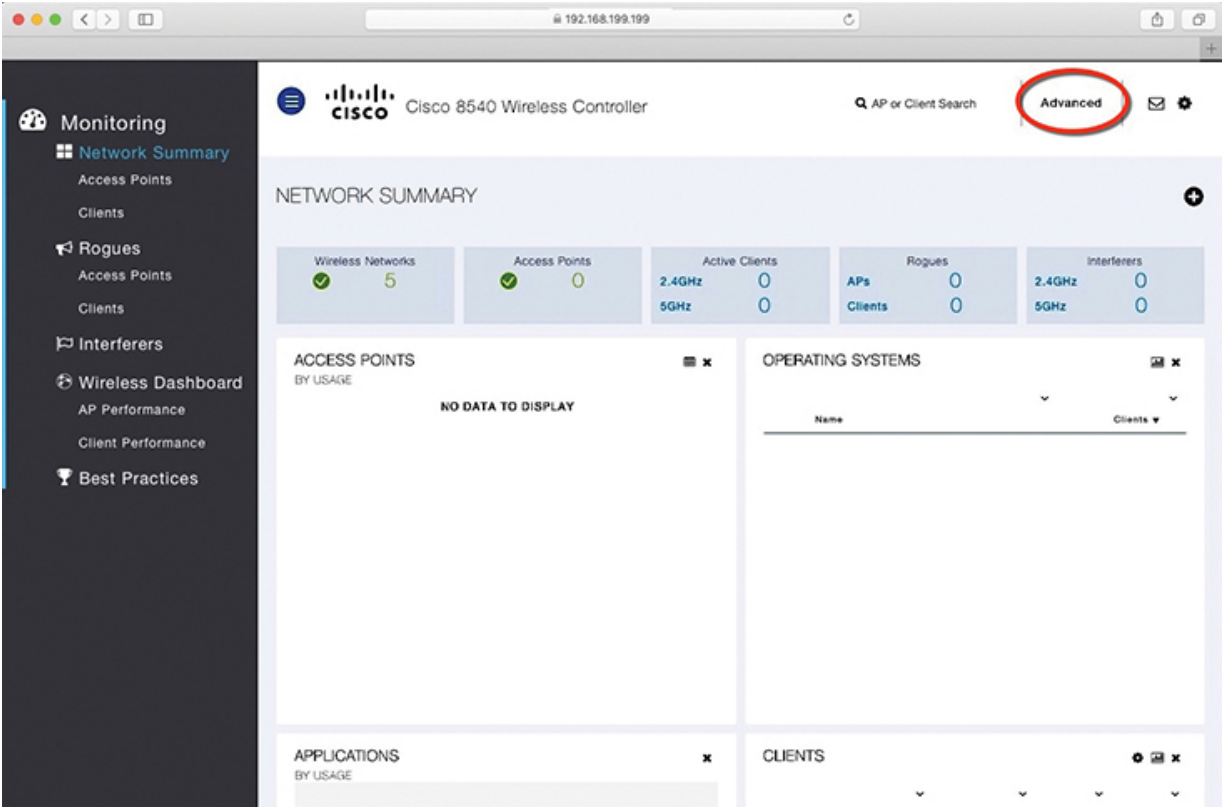 192.168.199.199
Monitoring
Network Summary
Access Points
Clients
Rogues
Access Points
Clients
Interferers
Wireless Dashboard
AP Performance
Client Performance
Best Practices
CISCO Cisco 8540 Wireless Controller
AP or Client Search
Advanced
NETWORK SUMMARY
Wireless Networks
5
Access Points
0
Active Clients
2.4GHz 0
5GHz 0
Rogues
APs 0
Clients 0
Interferers
2.4GHz 0
5GHz 0
ACCESS POINTS
BY USAGE
NO DATA TO DISPLAY
OPERATING SYSTEMS
Name Clients
APPLICATIONS
BY USAGE
CLIENTS